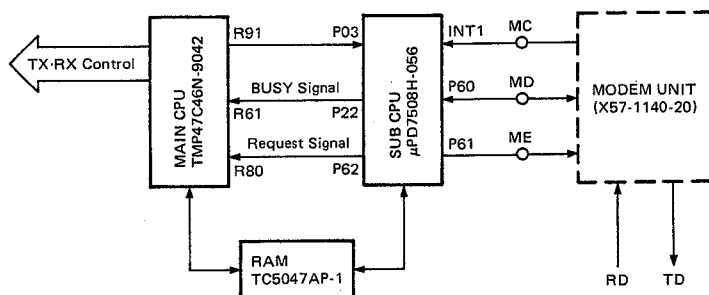 TX·RX Control
MAIN CPU
TMP47C46N-9042
R91
P03
BUSY Signal
R61
P22
Request Signal
R80
P62
SUB CPU
μPD7508H-056
INT1
MC
P60
MD
P61
ME
MODEM UNIT
(X57-1140-20)
RAM
TC5047AP-1
RD
TD